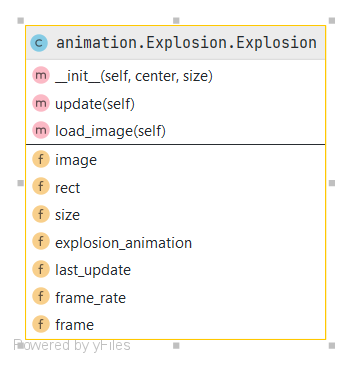 c animation.Explosion.Explosion
m __init__(self, center, size)
m update(self)
m load_image(self)
f image
f rect
f size
f explosion_animation
f last_update
f frame_rate
f frame
Powered by yFiles